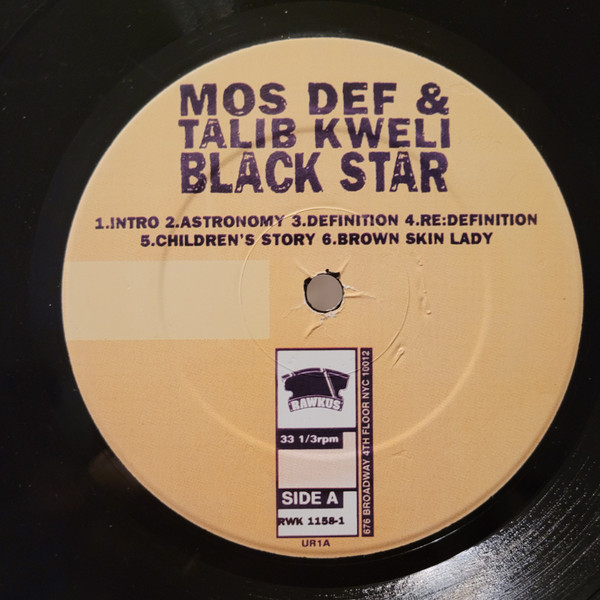 MOS DEF &
TALIB KWELI
BLACK STAR
1.INTRO 2.ASTRONOMY 3.DEFINITION 4.RE:DEFINITION
5.CHILDREN'S STORY 6.BROWN SKIN LADY
RAWKUS
33 1/3rpm
SIDE A
RWK 1158-1
676 BROADWAY 4TH FLOOR NYC 10012
UR1A